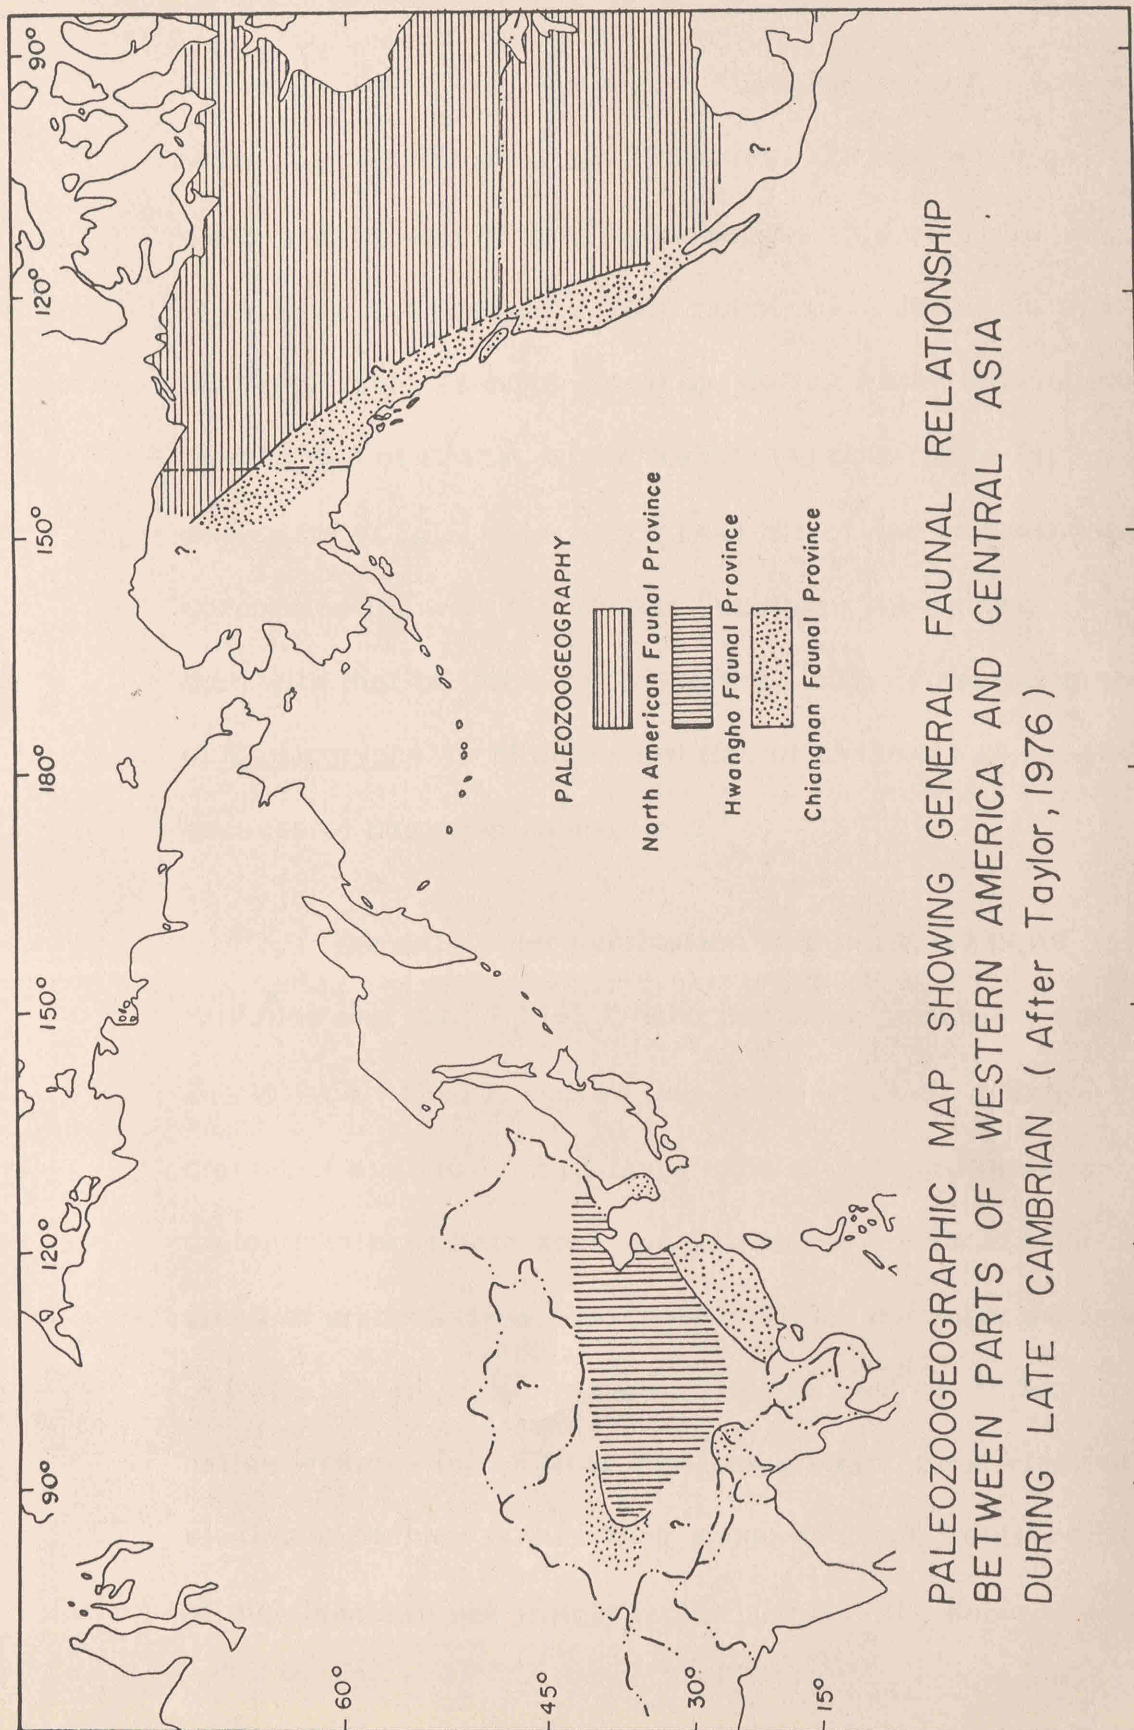 90°
120°
150°
180°
150°
120°
90°
60°
45°
30°
15°
?
?
?
?
PALEOZOOGEOGRAPHY
North American Faunal Province
Hwangho Faunal Province
Chiangnan Faunal Province
PALEOZOOGEOGRAPHIC MAP SHOWING GENERAL FAUNAL RELATIONSHIP
BETWEEN PARTS OF WESTERN AMERICA AND CENTRAL ASIA
DURING LATE CAMBRIAN (After Taylor, 1976)